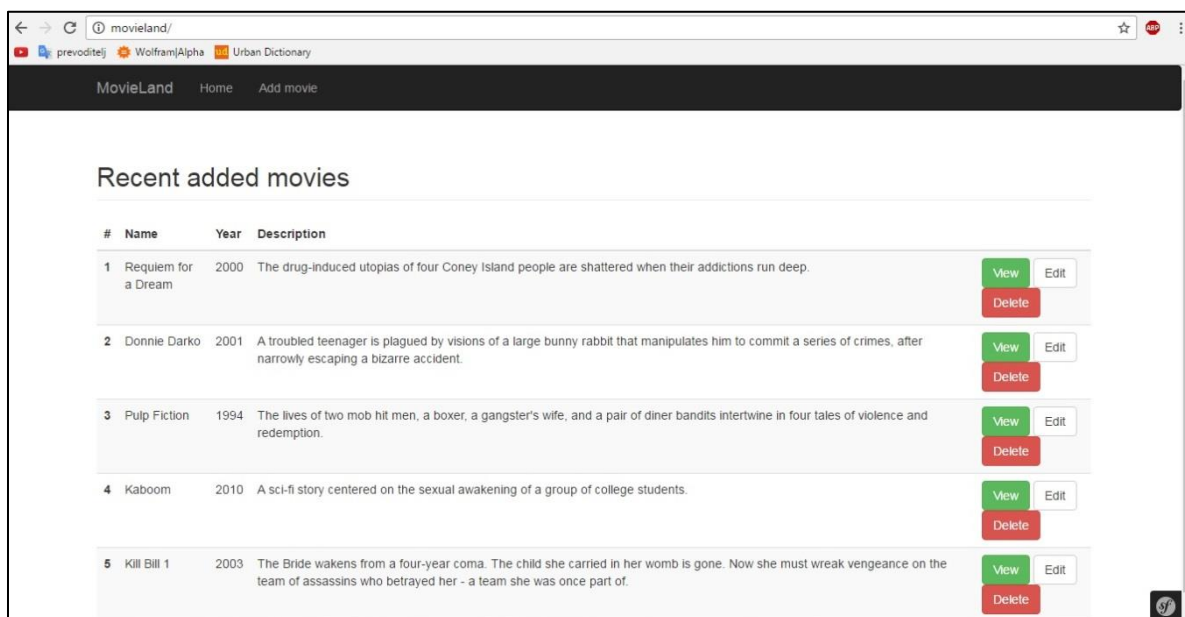 movieland/
ABP
prevoditelj Wolfram|Alpha ud Urban Dictionary
MovieLand Home Add movie
Recent added movies
# Name Year Description
1 Requiem for 2000 The drug-induced utopias of four Coney Island people are shattered when their addictions run deep. View Edit
a Dream
Delete
2 Donnie Darko 2001 A troubled teenager is plagued by visions of a large bunny rabbit that manipulates him to commit a series of crimes, after View Edit
narrowly escaping a bizarre accident.
Delete
3 Pulp Fiction 1994 The lives of two mob hit men, a boxer, a gangster's wife, and a pair of diner bandits intertwine in four tales of violence and View Edit
redemption.
Delete
4 Kaboom 2010 A sci-fi story centered on the sexual awakening of a group of college students. View Edit
Delete
5 Kill Bill 1 2003 The Bride wakens from a four-year coma. The child she carried in her womb is gone. Now she must wreak vengeance on the View Edit
team of assassins who betrayed her - a team she was once part of.
Delete
sf